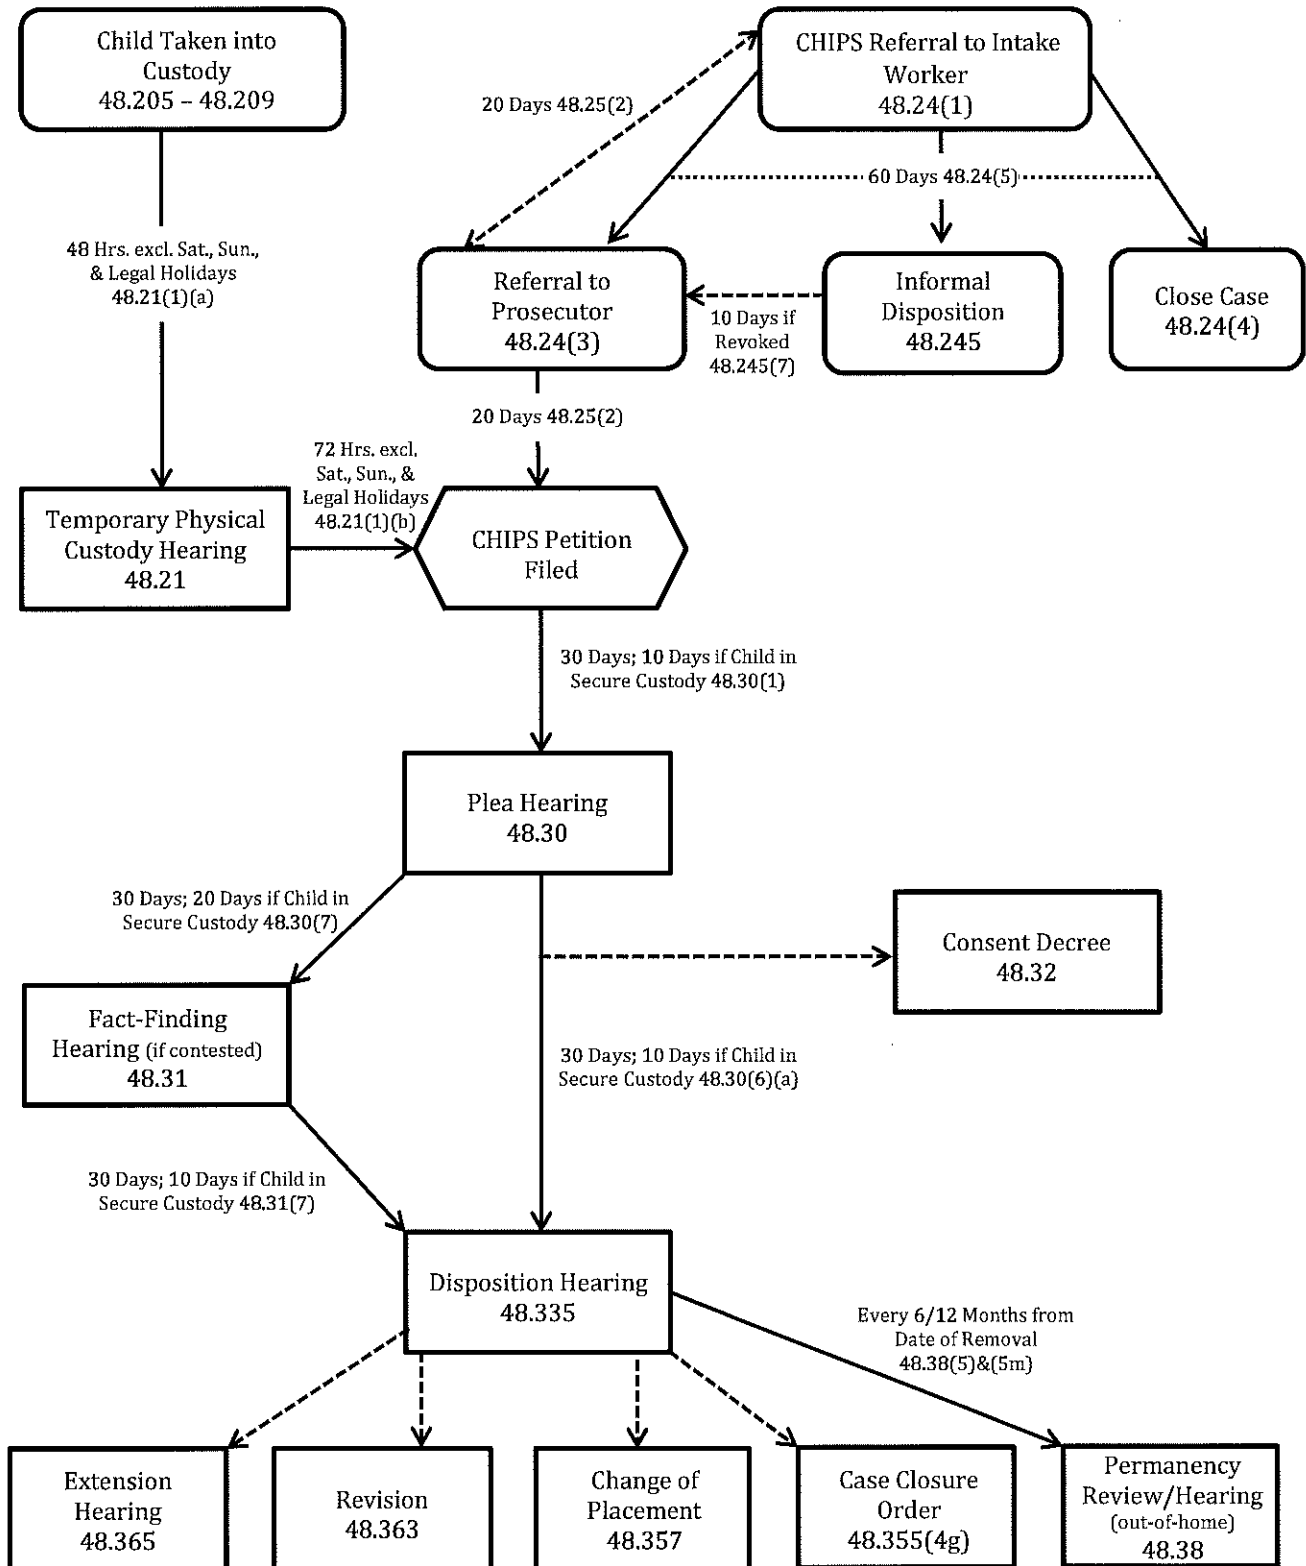 Child Taken into
Custody
48.205 – 48.209
CHIPS Referral to Intake
Worker
48.24(1)
20 Days 48.25(2)
60 Days 48.24(5)
48 Hrs. excl. Sat., Sun.,
& Legal Holidays
48.21(1)(a)
Referral to
Prosecutor
48.24(3)
10 Days if
Revoked
48.245(7)
Informal
Disposition
48.245
Close Case
48.24(4)
20 Days 48.25(2)
72 Hrs. excl.
Sat., Sun., &
Legal Holidays
48.21(1)(b)
Temporary Physical
Custody Hearing
48.21
CHIPS Petition
Filed
30 Days; 10 Days if Child in
Secure Custody 48.30(1)
Plea Hearing
48.30
30 Days; 20 Days if Child in
Secure Custody 48.30(7)
Consent Decree
48.32
Fact-Finding
Hearing (if contested)
48.31
30 Days; 10 Days if Child in
Secure Custody 48.30(6)(a)
30 Days; 10 Days if Child in
Secure Custody 48.31(7)
Disposition Hearing
48.335
Every 6/12 Months from
Date of Removal
48.38(5)&(5m)
Extension
Hearing
48.365
Revision
48.363
Change of
Placement
48.357
Case Closure
Order
48.355(4g)
Permanency
Review/Hearing
(out-of-home)
48.38